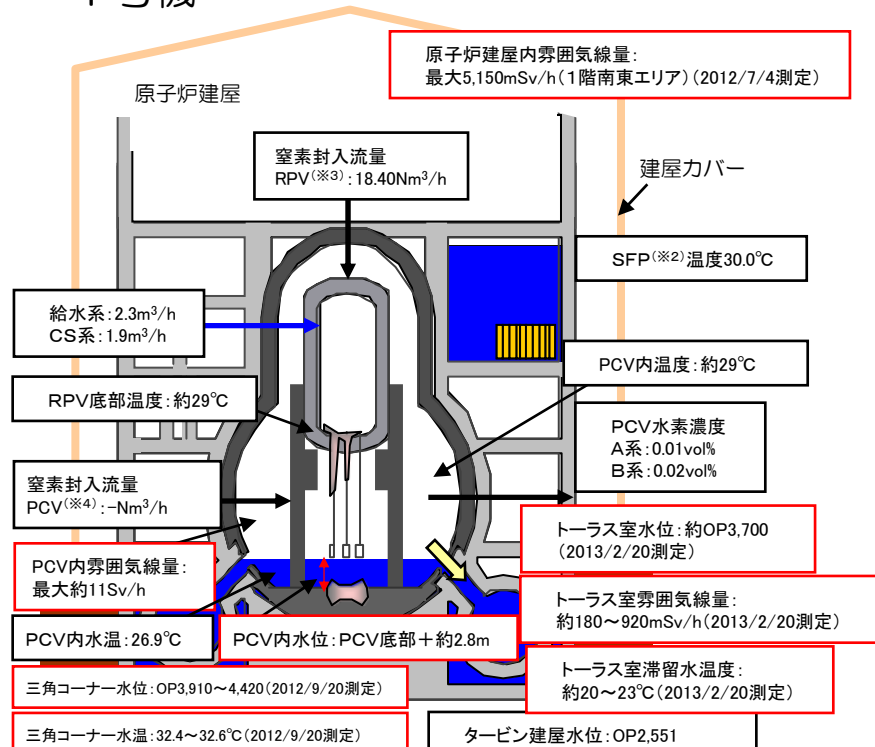 原子炉建屋内雰囲気線量:
最大5,150mSv/h(1階南東エリア)(2012/7/4測定)
原子炉建屋
窒素封入流量
RPV(※3):18.40Nm3/h
建屋カバー
SFP(※2)温度30.0℃
給水系:2.3m3/h
CS系:1.9m3/h
PCV内温度:約29℃
RPV底部温度:約29℃
PCV水素濃度
A系:0.01vol%
B系:0.02vol%
窒素封入流量
PCV(※4):-Nm3/h
トーラス室水位:約OP3,700
(2013/2/20測定)
PCV内雰囲気線量:
最大約11Sv/h
トーラス室雰囲気線量:
約180～920mSv/h(2013/2/20測定)
PCV内水温:26.9℃
PCV内水位:PCV底部+約2.8m
トーラス室滞留水温度:
約20～23℃(2013/2/20測定)
三角コーナー水位:OP3,910～4,420(2012/9/20測定)
三角コーナー水温:32.4～32.6℃(2012/9/20測定)
タービン建屋水位:OP2,551